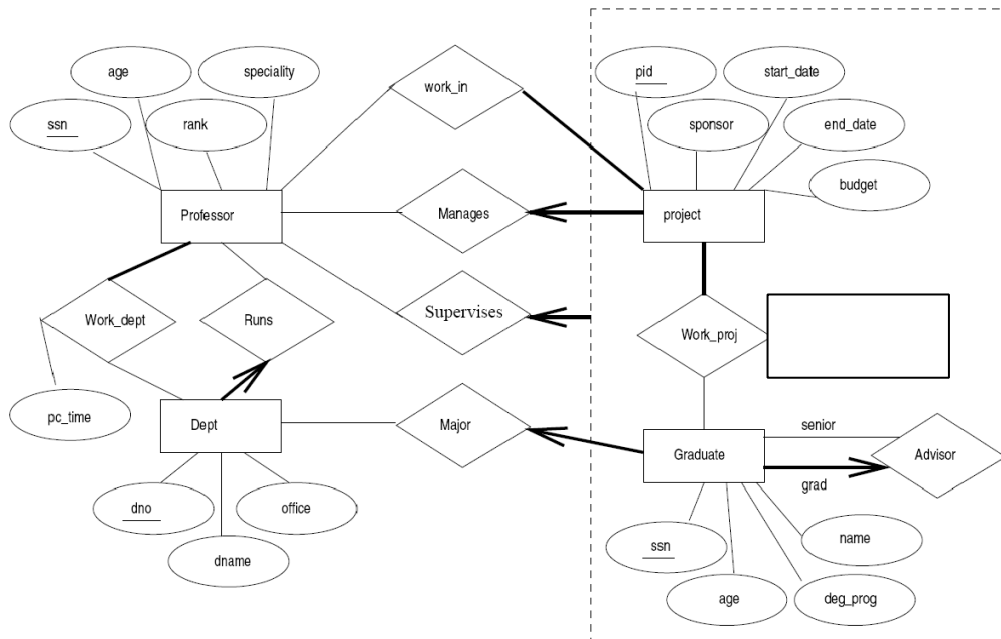 age
speciality
work_in
pid
start_date
ssn
rank
sponsor
end_date
budget
Professor
Manages
project
Work_dept
Runs
Supervises
Work_proj
pc_time
Dept
Major
senior
Graduate
Advisor
grad
dno
office
dname
ssn
name
age
deg_prog